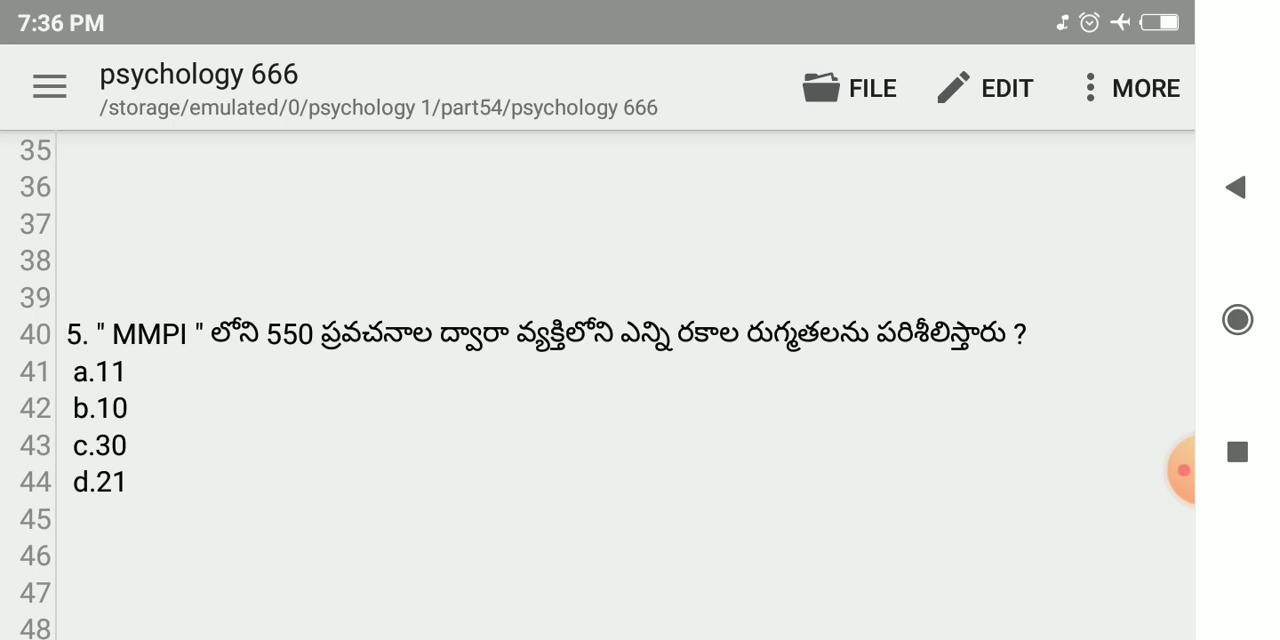 7:36 PM
psychology 666
/storage/emulated/0/psychology 1/part54/psychology 666
FILE
EDIT
MORE
35
36
37
38
39
40 5. " MMPI " లోని 550 ప్రవచనాల ద్వారా వ్యక్తిలోని ఎన్ని రకాల రుగ్మతలను పరిశీలిస్తారు ?
41 a.11
42 b.10
43 c.30
44 d.21
45
46
47
48